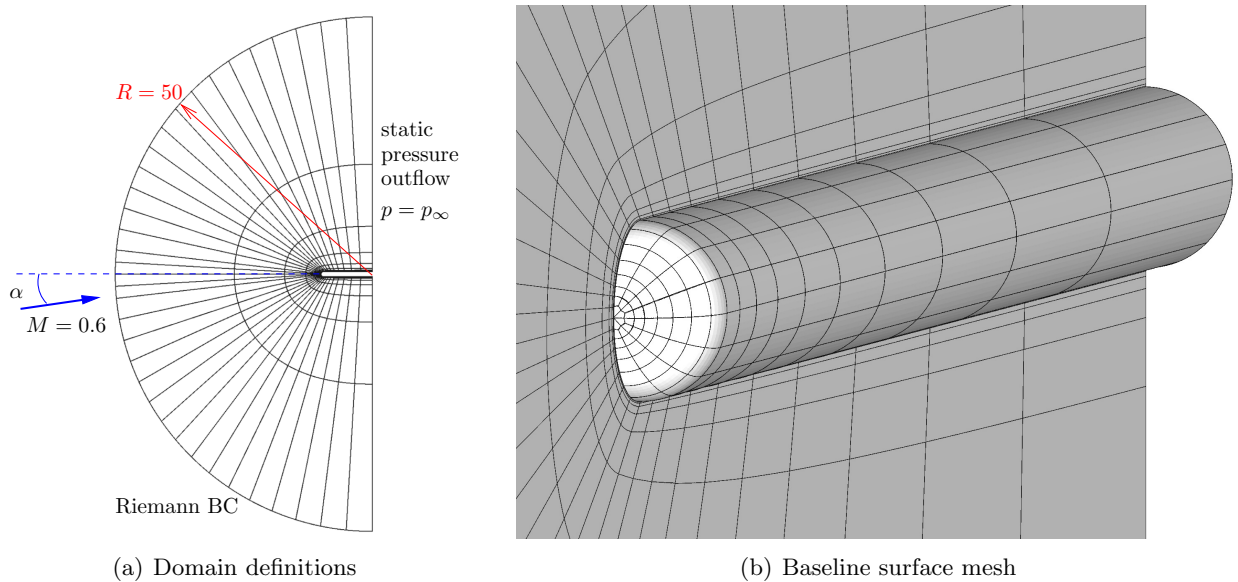 R = 50
static
pressure
outflow
p = p∞
α
M = 0.6
Riemann BC
(a) Domain definitions
(b) Baseline surface mesh